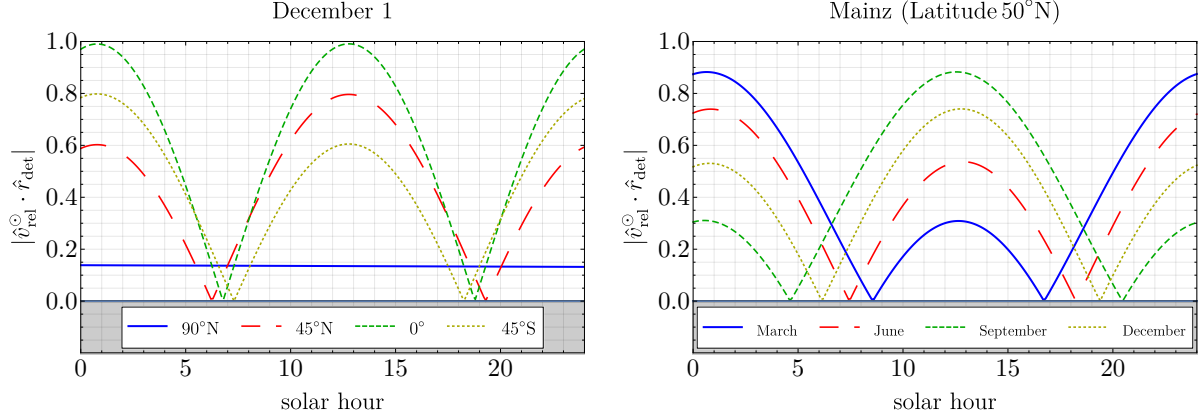 December 1
|v̂⊙rel · r̂det|
1.0
0.8
0.6
0.4
0.2
0.0
90°N 45°N 0° 45°S
0 5 10 15 20
solar hour
Mainz (Latitude 50°N)
|v̂⊙rel · r̂det|
1.0
0.8
0.6
0.4
0.2
0.0
March June September December
0 5 10 15 20
solar hour